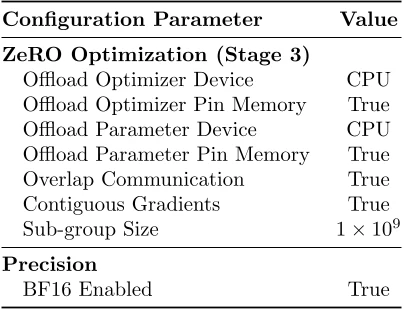 Configuration Parameter Value
ZeRO Optimization (Stage 3)
Offload Optimizer Device CPU
Offload Optimizer Pin Memory True
Offload Parameter Device CPU
Offload Parameter Pin Memory True
Overlap Communication True
Contiguous Gradients True
Sub-group Size 1 × 10⁹
Precision
BF16 Enabled True